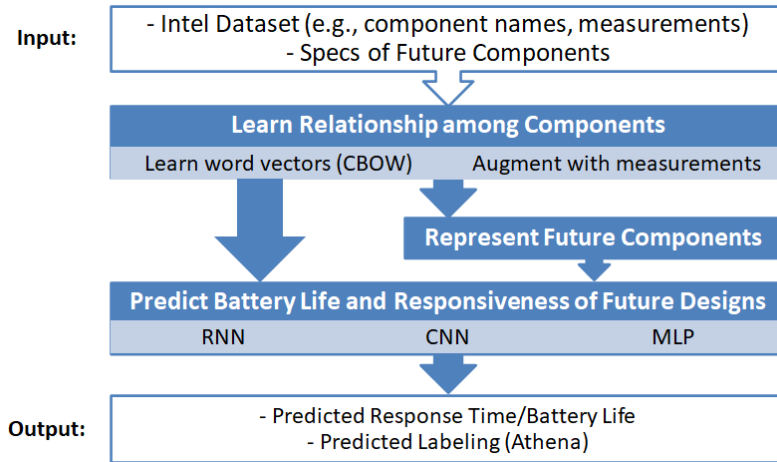 Input:
- Intel Dataset (e.g., component names, measurements)
- Specs of Future Components
Learn Relationship among Components
Learn word vectors (CBOW) Augment with measurements
Represent Future Components
Predict Battery Life and Responsiveness of Future Designs
RNN CNN MLP
Output:
- Predicted Response Time/Battery Life
- Predicted Labeling (Athena)